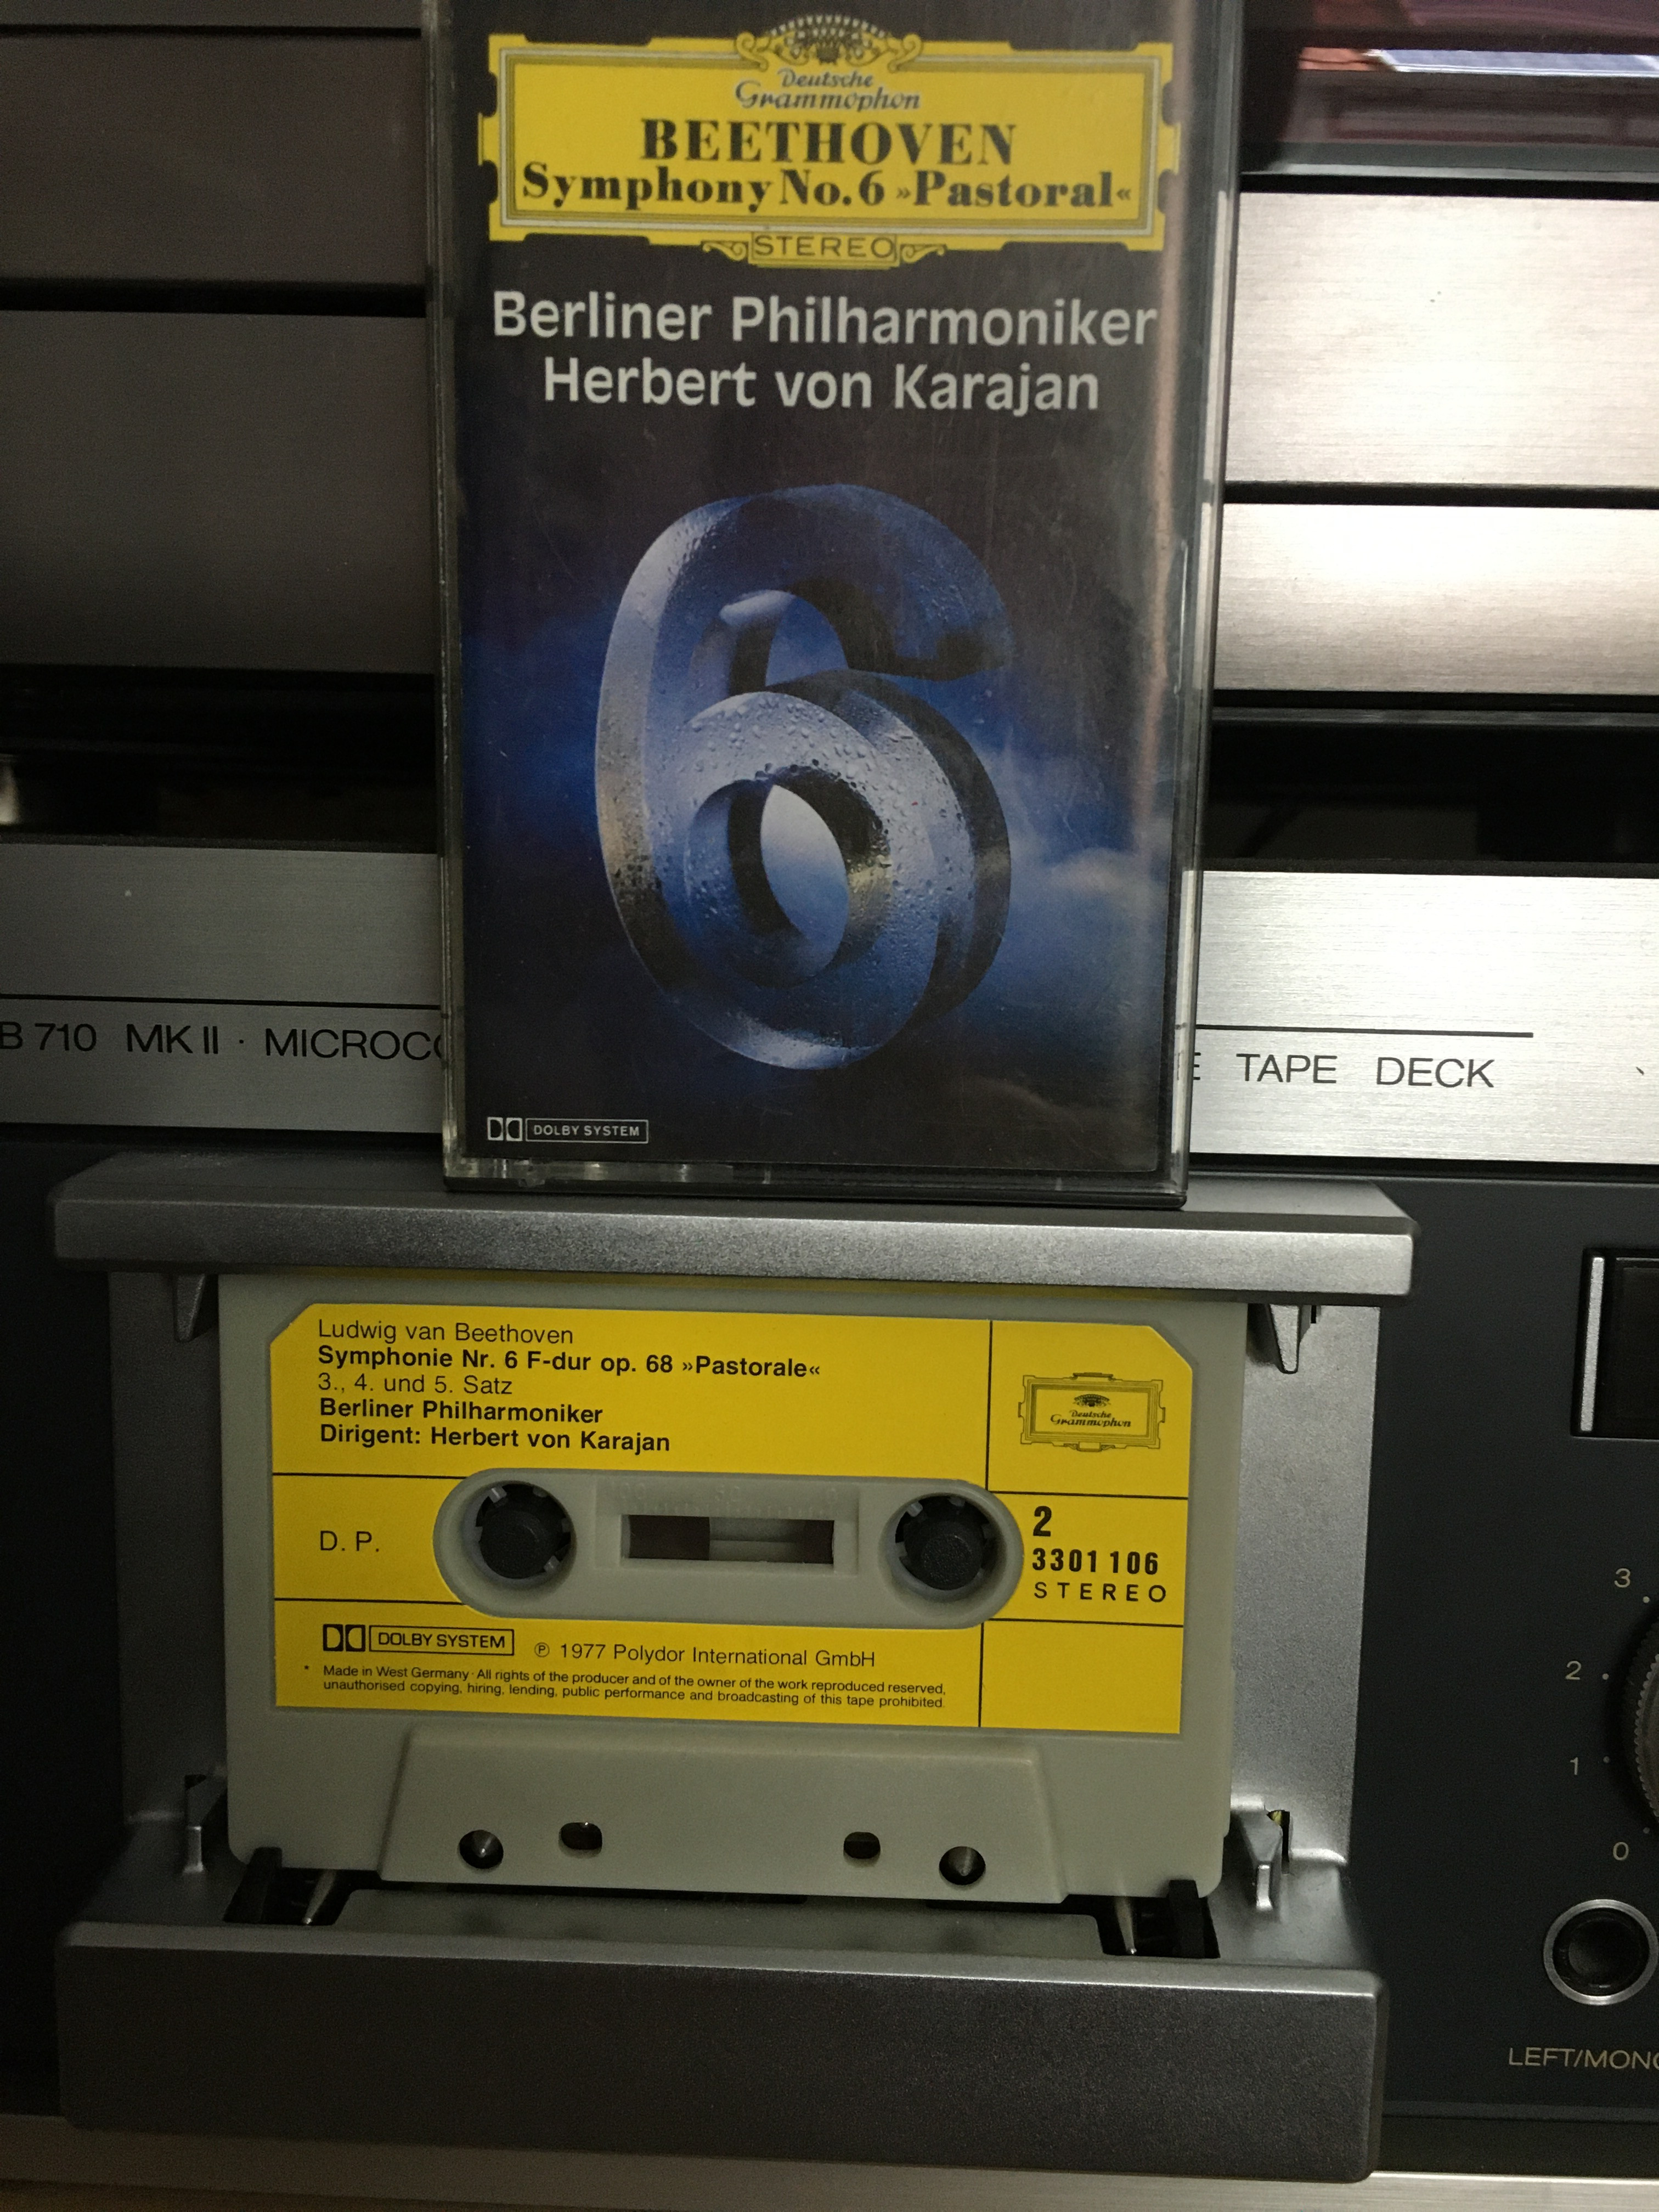 Deutsche
Grammophon
BEETHOVEN
Symphony No. 6 »Pastoral«
STEREO
Berliner Philharmoniker
Herbert von Karajan
B 710 MK II · MICROCO
E TAPE DECK
DOLBY SYSTEM
Ludwig van Beethoven
Symphonie Nr. 6 F-dur op. 68 »Pastorale«
3., 4. und 5. Satz
Berliner Philharmoniker
Dirigent: Herbert von Karajan
Deutsche
Grammophon
D. P.
2
3301 106
STEREO
DOLBY SYSTEM ℗ 1977 Polydor International GmbH
Made in West Germany · All rights of the producer and of the owner of the work reproduced reserved,
unauthorised copying, hiring, lending, public performance and broadcasting of this tape prohibited.
3
2
1
0
LEFT/MONO